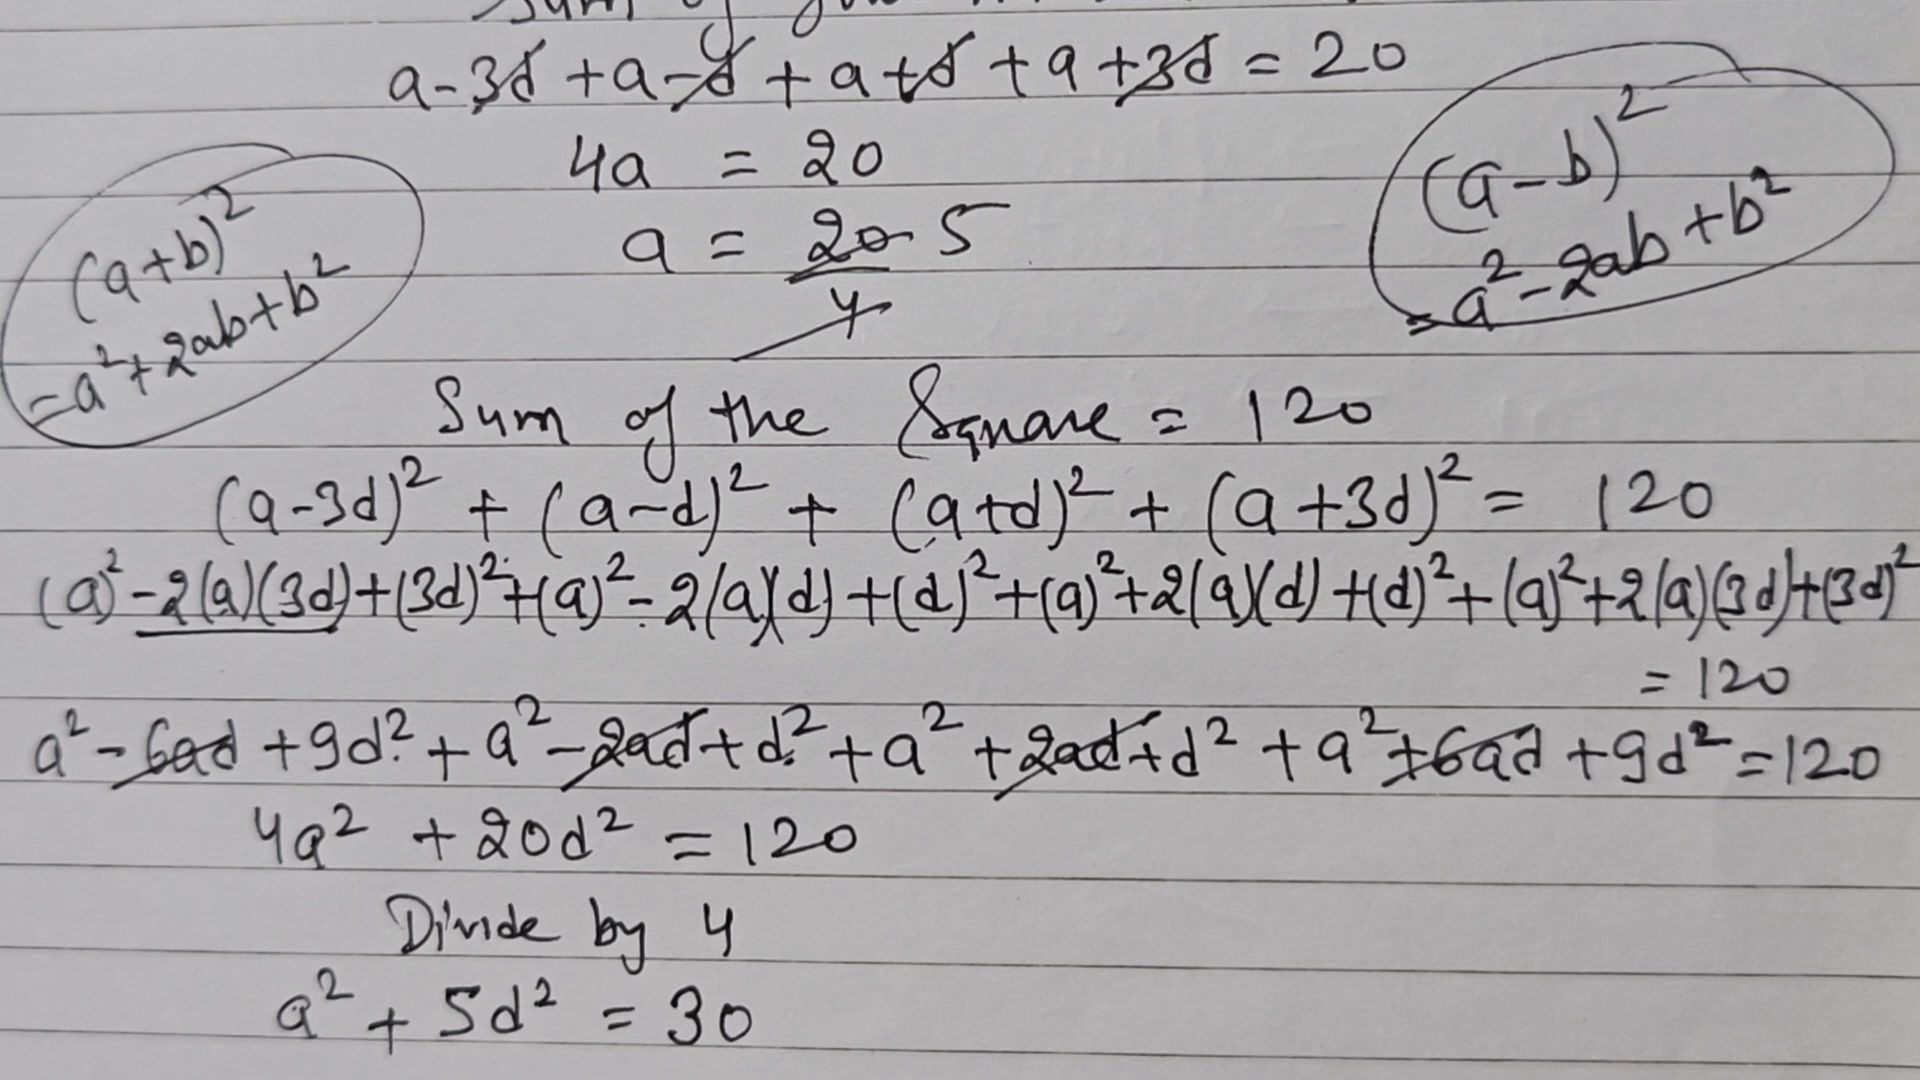 Sum of
a-3d +a-d + a+d + a +3d = 20
4a = 20
a = 20 5
4
(a+b)²
=a²+2ab+b²
(a-b)²
=a²-2ab+b²
Sum of the Square = 120
(a-3d)² + (a-d)² + (a+d)² + (a+3d)² = 120
(a)²-2(a)(3d)+(3d)²+(a)²-2(a)(d)+(d)²+(a)²+2(a)(d)+(d)²+(a)²+2(a)(3d)+(3d)²
= 120
a²-6ad+9d²+a²-2ad+d²+a²+2ad+d²+a²+6ad+9d²=120
4a² + 20d² = 120
Divide by 4
a² + 5d² = 30